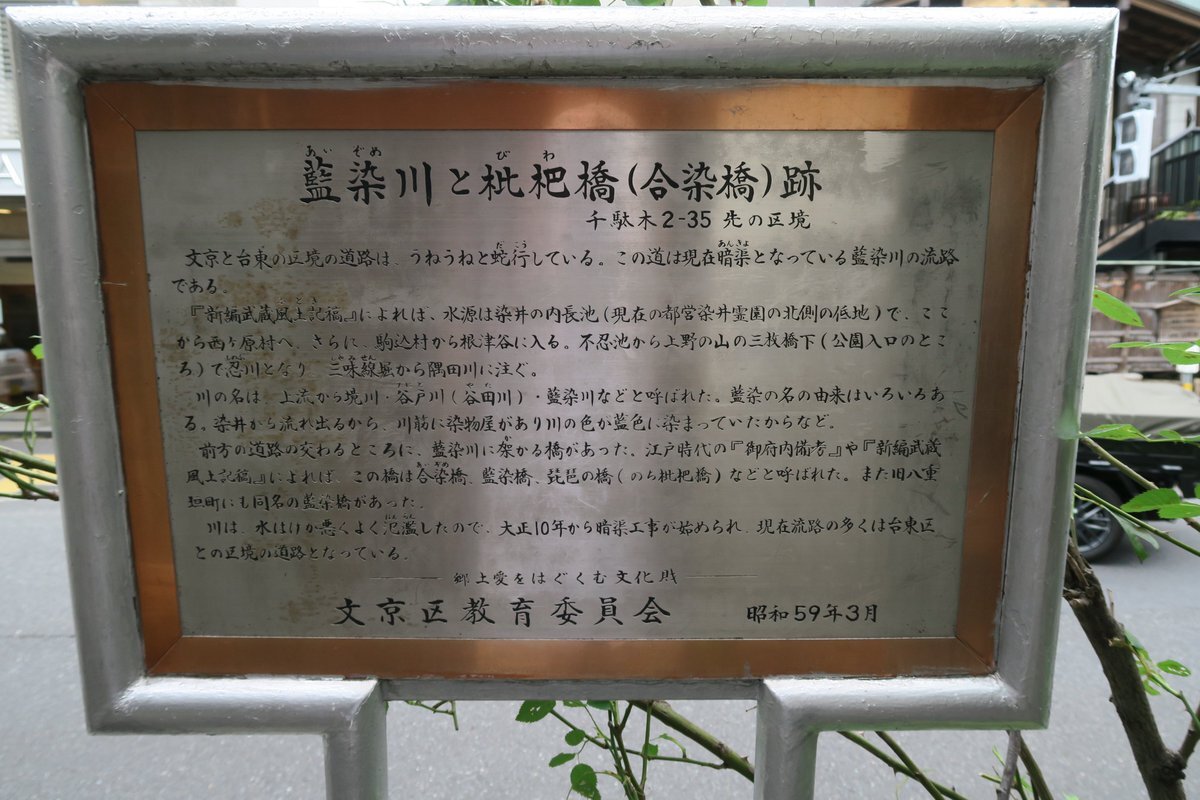 藍染川と枇杷橋(合染橋)跡
千駄木2-35 先の区境
文京と台東の区境の道路は、うねうねと蛇行している。この道は現在暗渠となっている藍染川の流路
である。
『新編武蔵風土記稿』によれば、水源は染井の内長池(現在の都営染井霊園の北側の低地)で、ここ
から西ヶ原村へ、さらに、駒込村から根津谷に入る。不忍池から上野の山の三枚橋下(公園入口のとこ
ろ)で忍川となり、三味線堀から隅田川に注ぐ。
川の名は、上流から境川・谷戸川(谷田川)・藍染川などと呼ばれた。藍染の名の由来はいろいろあ
る。染井から流れ出るから、川筋に染物屋があり川の色が藍色に染まっていたからなど。
前方の道路の交わるところに、藍染川に架かる橋があった、江戸時代の『御府内備考』や『新編武蔵
風土記稿』によれば、この橋は合染橋、藍染橋、琵琶の橋(のち枇杷橋)などと呼ばれた。また旧八重
垣町にも同名の藍染橋があった。
川は、水はけが悪くよく氾濫したので、大正10年から暗渠工事が始められ、現在流路の多くは台東区
との区境の道路となっている。
郷土愛をはぐくむ文化財
文京区教育委員会 昭和59年3月